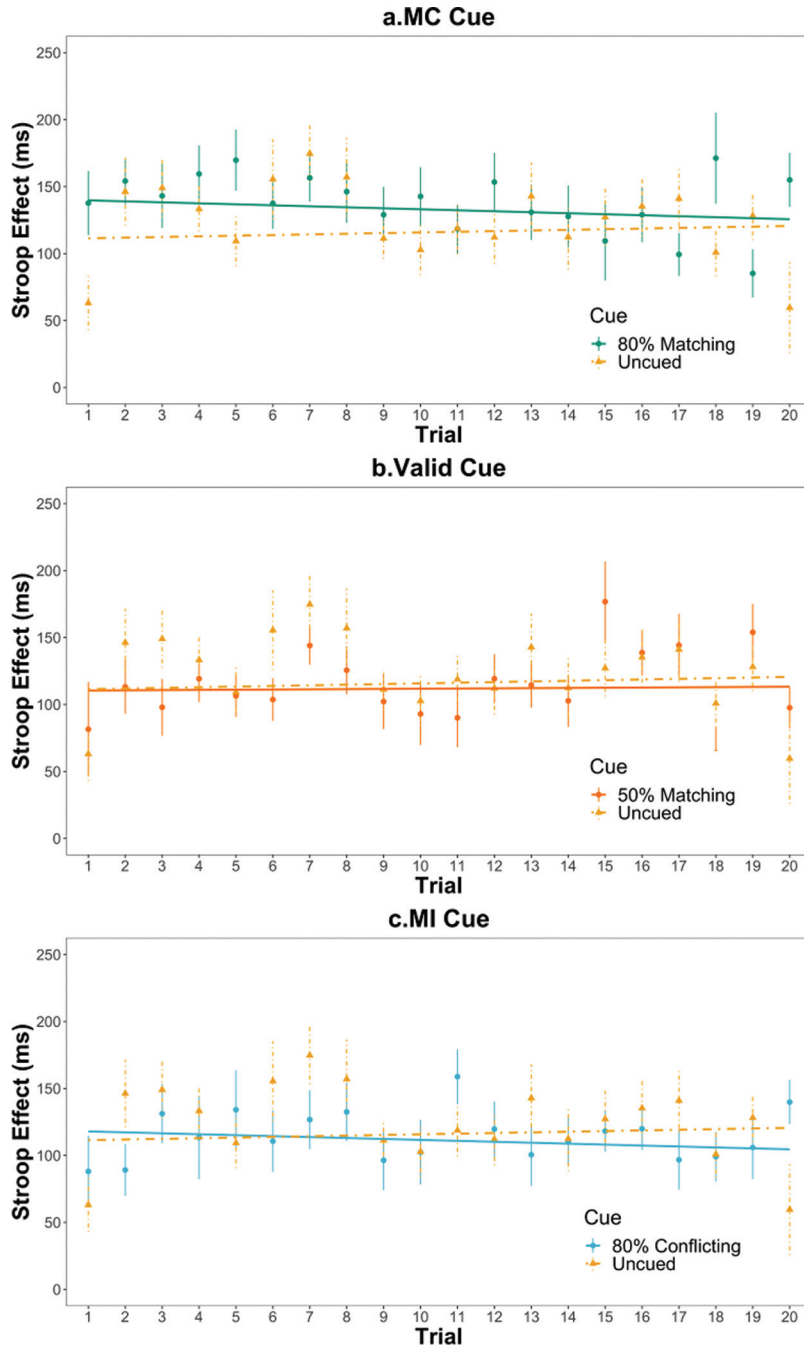 a.MC Cue
Stroop Effect (ms)
250
200
150
100
50
0
Cue
80% Matching
Uncued
1 2 3 4 5 6 7 8 9 10 11 12 13 14 15 16 17 18 19 20
Trial
b.Valid Cue
Stroop Effect (ms)
250
200
150
100
50
0
Cue
50% Matching
Uncued
1 2 3 4 5 6 7 8 9 10 11 12 13 14 15 16 17 18 19 20
Trial
c.MI Cue
Stroop Effect (ms)
250
200
150
100
50
0
Cue
80% Conflicting
Uncued
1 2 3 4 5 6 7 8 9 10 11 12 13 14 15 16 17 18 19 20
Trial